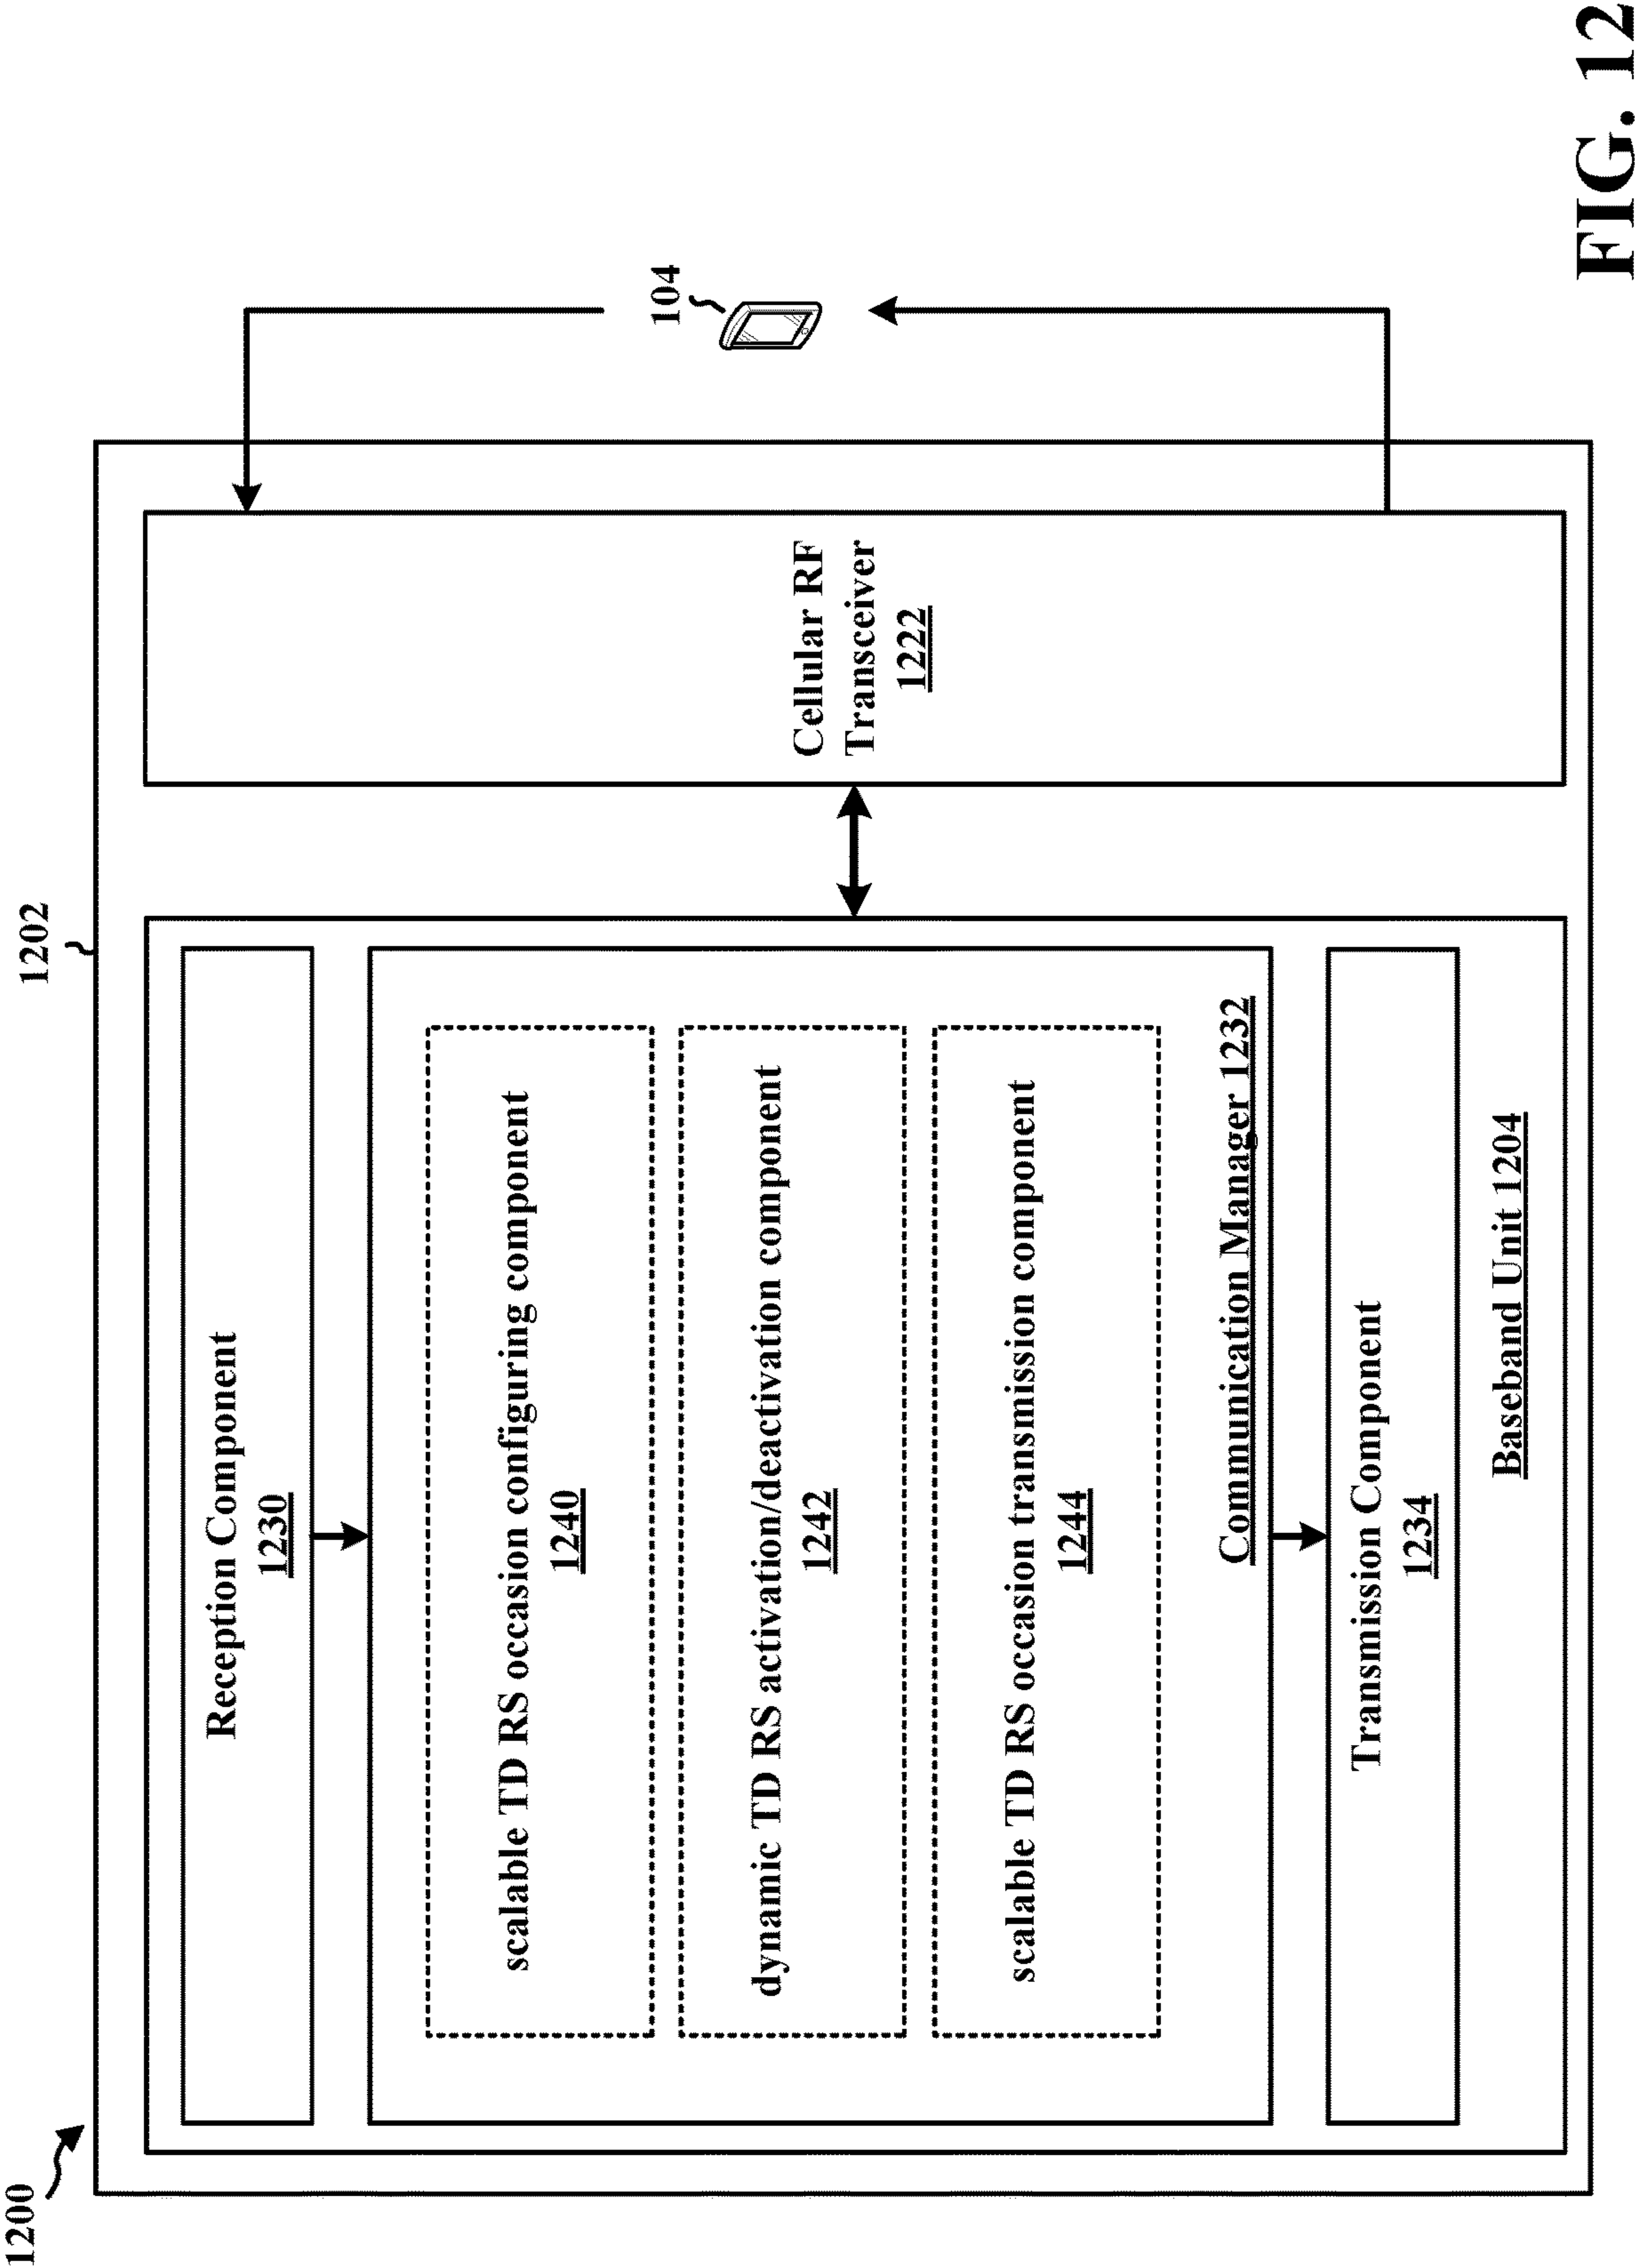 1200
1202
Reception Component
1230
scalable TD RS occasion configuring component
1240
dynamic TD RS activation/deactivation component
1242
scalable TD RS occasion transmission component
1244
Communication Manager 1232
Transmission Component
1234
Baseband Unit 1204
Cellular RF
Transceiver
1222
104
FIG. 12